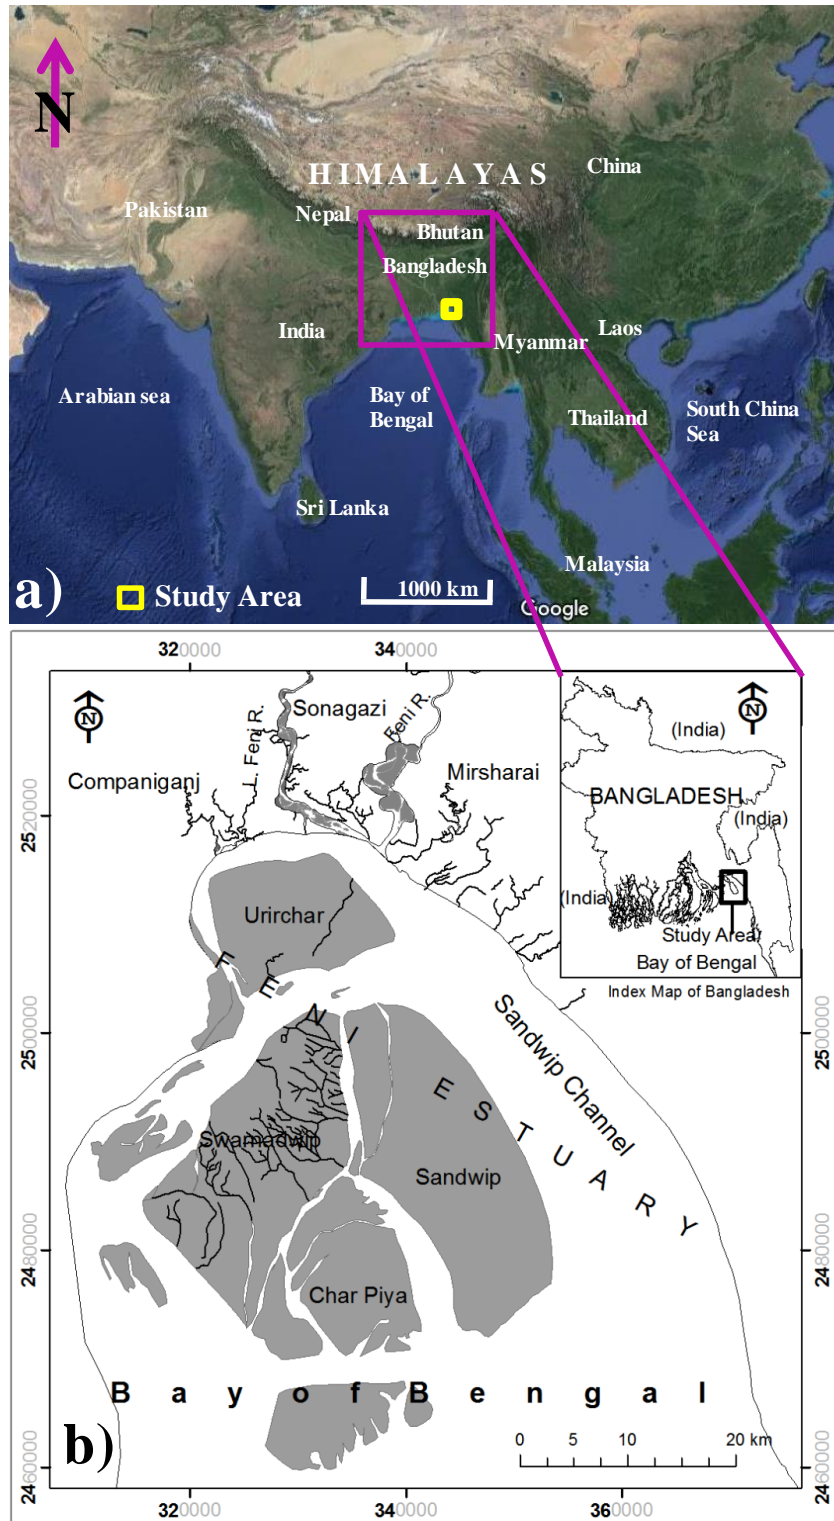 N
HIMALAYAS
China
Pakistan
Nepal
Bhutan
Bangladesh
India
Myanmar
Laos
Arabian sea
Bay of
Bengal
Thailand
South China
Sea
Sri Lanka
Malaysia
a)
Study Area
1000 km
Google
320000
340000
N
L. Feni R.
Sonagazi
Feni R.
Companiganj
Mirsharai
N
(India)
BANGLADESH
(India)
(India)
Study Area
Bay of Bengal
Index Map of Bangladesh
2520000
Urirchar
FENI
ESTUARY
Sandwip Channel
2500000
2500000
Swarnadwip
Sandwip
2480000
2480000
Char Piya
Bay of Bengal
b)
0 5 10 20 km
2460000
2460000
320000
340000
360000